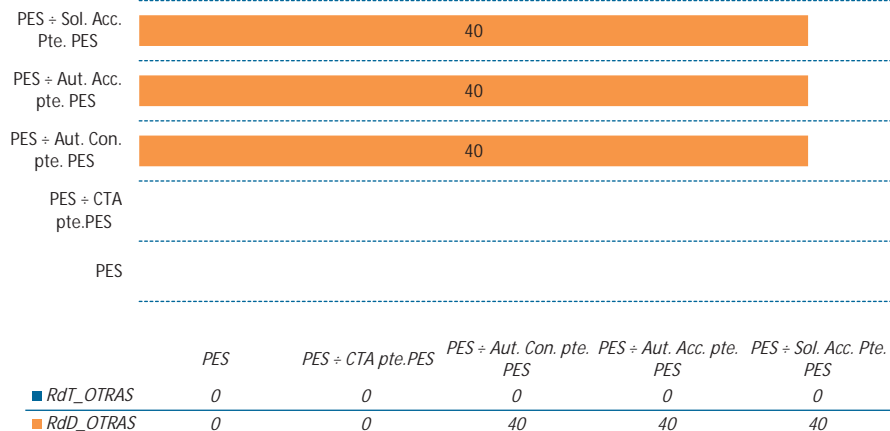 PES ÷ Sol. Acc.
Pte. PES
40
PES ÷ Aut. Acc.
pte. PES
40
PES ÷ Aut. Con.
pte. PES
40
PES ÷ CTA
pte.PES
PES
PES PES ÷ CTA pte.PES PES ÷ Aut. Con. pte. PES PES ÷ Aut. Acc. pte. PES PES ÷ Sol. Acc. Pte. PES
RdT_OTRAS 0 0 0 0 0
RdD_OTRAS 0 0 40 40 40